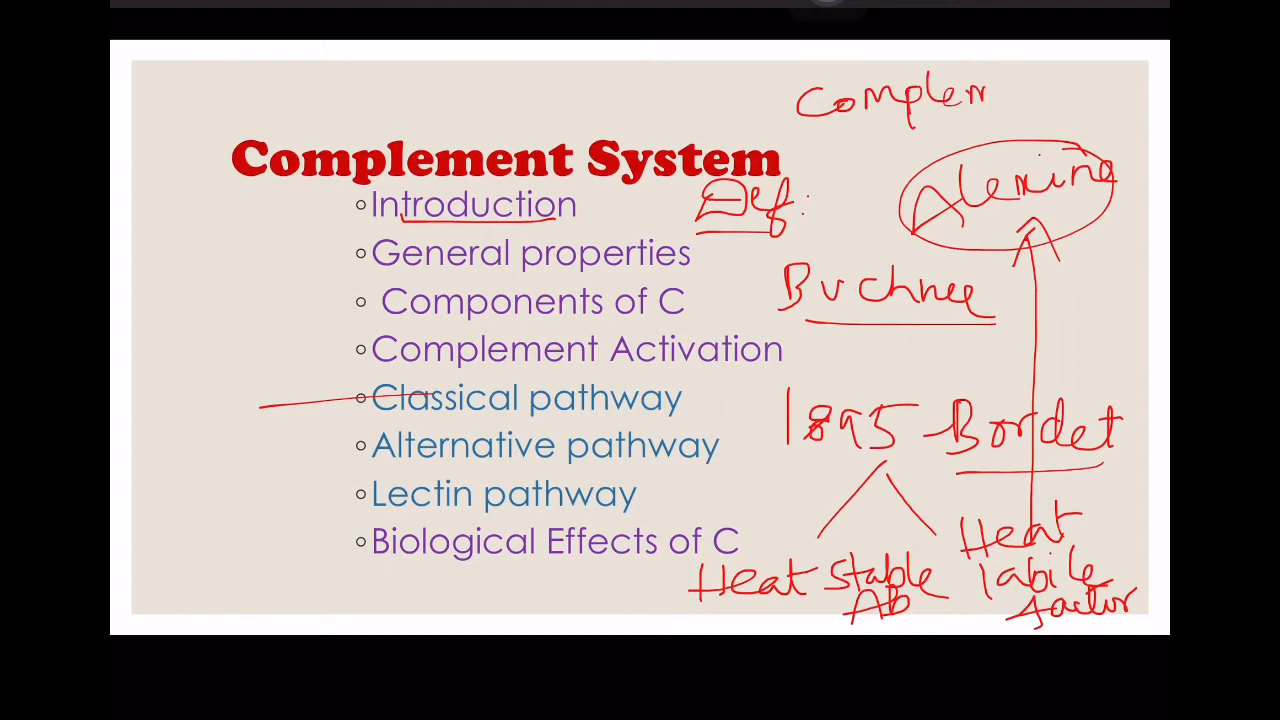 Complem
Complement System
Alexine
◦Introduction
Def:
◦General properties
Buchner
◦ Components of C
◦Complement Activation
◦Classical pathway
1895 Bordet
◦Alternative pathway
◦Lectin pathway
◦Biological Effects of C
Heat Stable
Ab
Heat
labile
factor